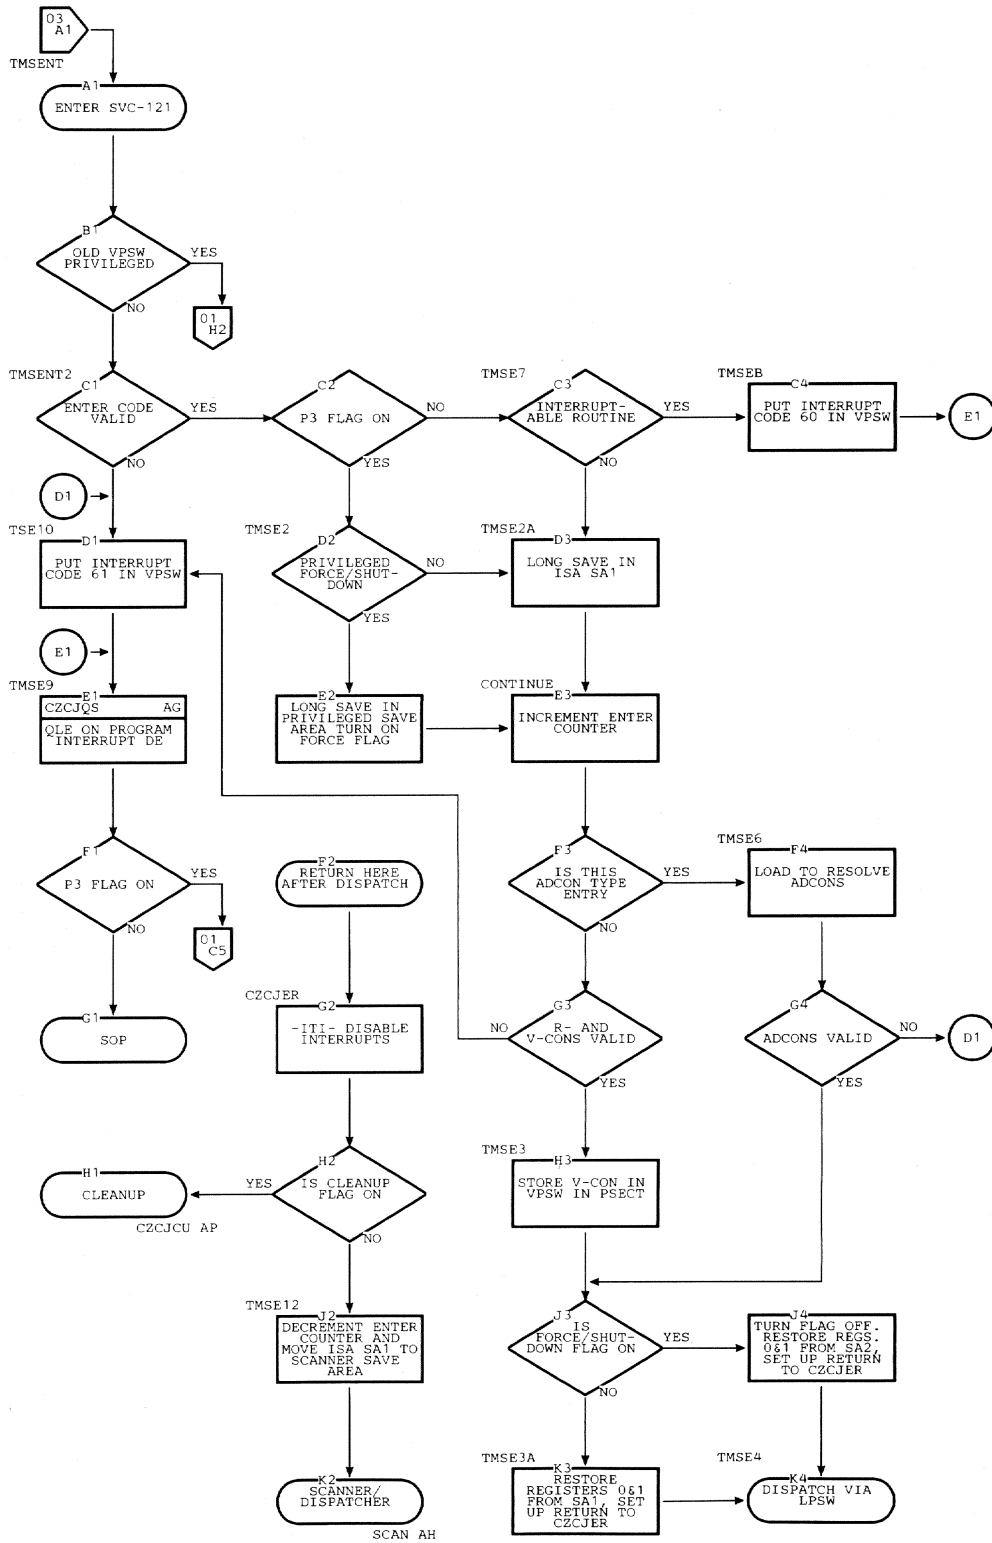 03
A1
TMSENT
A1
ENTER SVC-121
B1
OLD VPSW
PRIVILEGED
YES
NO
01
H2
TMSENT2
C1
ENTER CODE
VALID
YES
NO
C2
P3 FLAG ON
NO
YES
TMSE7
C3
INTERRUPT-
ABLE ROUTINE
YES
NO
TMSEB
C4
PUT INTERRUPT
CODE 60 IN VPSW
E1
D1
TSE10
D1
PUT INTERRUPT
CODE 61 IN VPSW
TMSE2
D2
PRIVILEGED
FORCE/SHUT-
DOWN
NO
YES
TMSE2A
D3
LONG SAVE IN
ISA SA1
E1
TMSE9
E1
CZCJQS AG
QLE ON PROGRAM
INTERRUPT DE
E2
LONG SAVE IN
PRIVILEGED SAVE
AREA TURN ON
FORCE FLAG
CONTINUE
E3
INCREMENT ENTER
COUNTER
F1
P3 FLAG ON
YES
NO
01
C5
F2
RETURN HERE
AFTER DISPATCH
F3
IS THIS
ADCON TYPE
ENTRY
YES
NO
TMSE6
F4
LOAD TO RESOLVE
ADCONS
G1
SOP
CZCJER
G2
-ITI- DISABLE
INTERRUPTS
G3
R- AND
V-CONS VALID
NO
YES
G4
ADCONS VALID
NO
YES
D1
H1
CLEANUP
CZCJCU AP
H2
IS CLEANUP
FLAG ON
YES
NO
TMSE3
H3
STORE V-CON IN
VPSW IN PSECT
TMSE12
J2
DECREMENT ENTER
COUNTER AND
MOVE ISA SA1 TO
SCANNER SAVE
AREA
J3
IS
FORCE/SHUT-
DOWN FLAG ON
YES
NO
J4
TURN FLAG OFF.
RESTORE REGS.
0&1 FROM SA2,
SET UP RETURN
TO CZCJER
K2
SCANNER/
DISPATCHER
SCAN AH
TMSE3A
K3
RESTORE
REGISTERS 0&1
FROM SA1, SET
UP RETURN TO
CZCJER
TMSE4
K4
DISPATCH VIA
LPSW